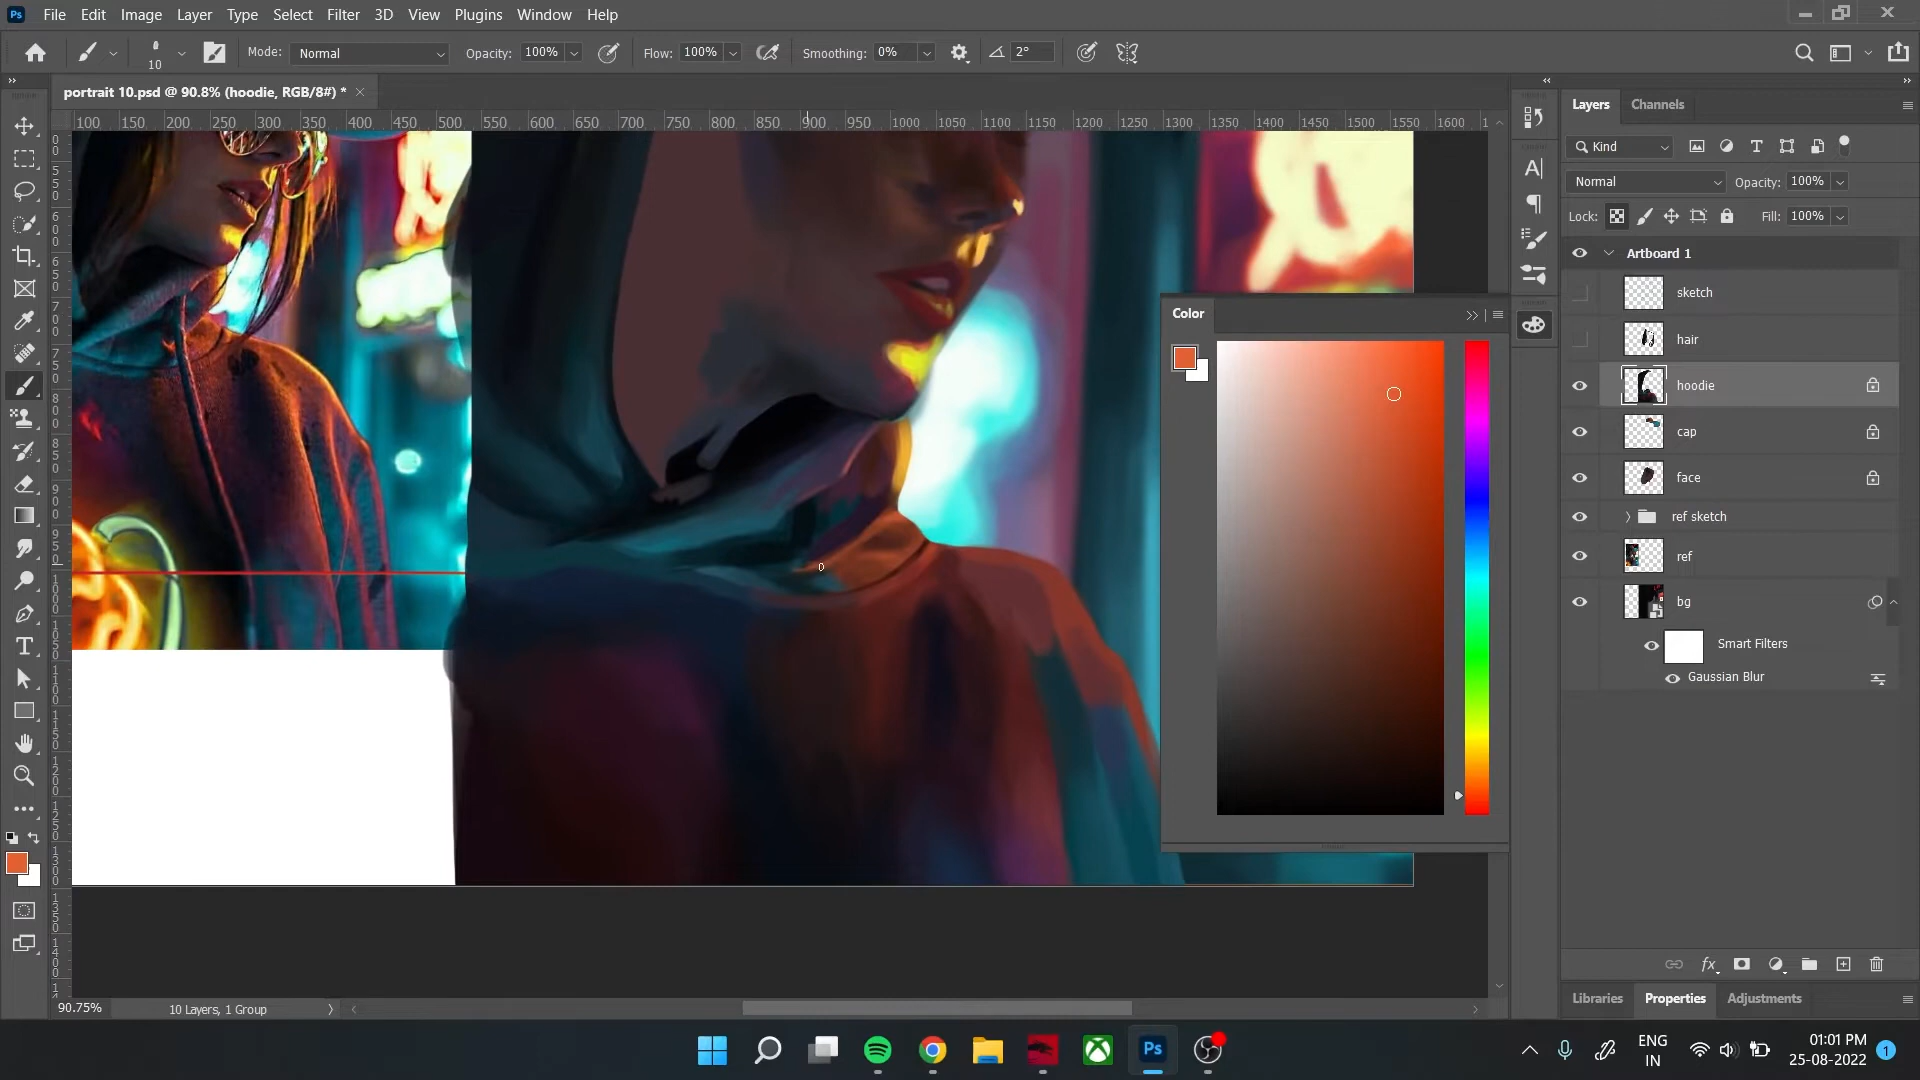 Ps File Edit Image Layer Type Select Filter 3D View Plugins Window Help
10 Mode: Normal Opacity: 100% Flow: 100% Smoothing: 0% 2°
portrait 10.psd @ 90.8% (hoodie, RGB/8#) *
100 150 200 250 300 350 400 450 500 550 600 650 700 750 800 850 900 950 1000 1050 1100 1150 1200 1250 1300 1350 1400 1450 1500 1550 1600 1
Color
Layers Channels
Kind
Normal Opacity: 100%
Lock: Fill: 100%
Artboard 1
sketch
hair
hoodie
cap
face
ref sketch
ref
bg
Smart Filters
Gaussian Blur
90.75% 10 Layers, 1 Group
Libraries Properties Adjustments
Ps
ENG
IN
01:01 PM
25-08-2022
1